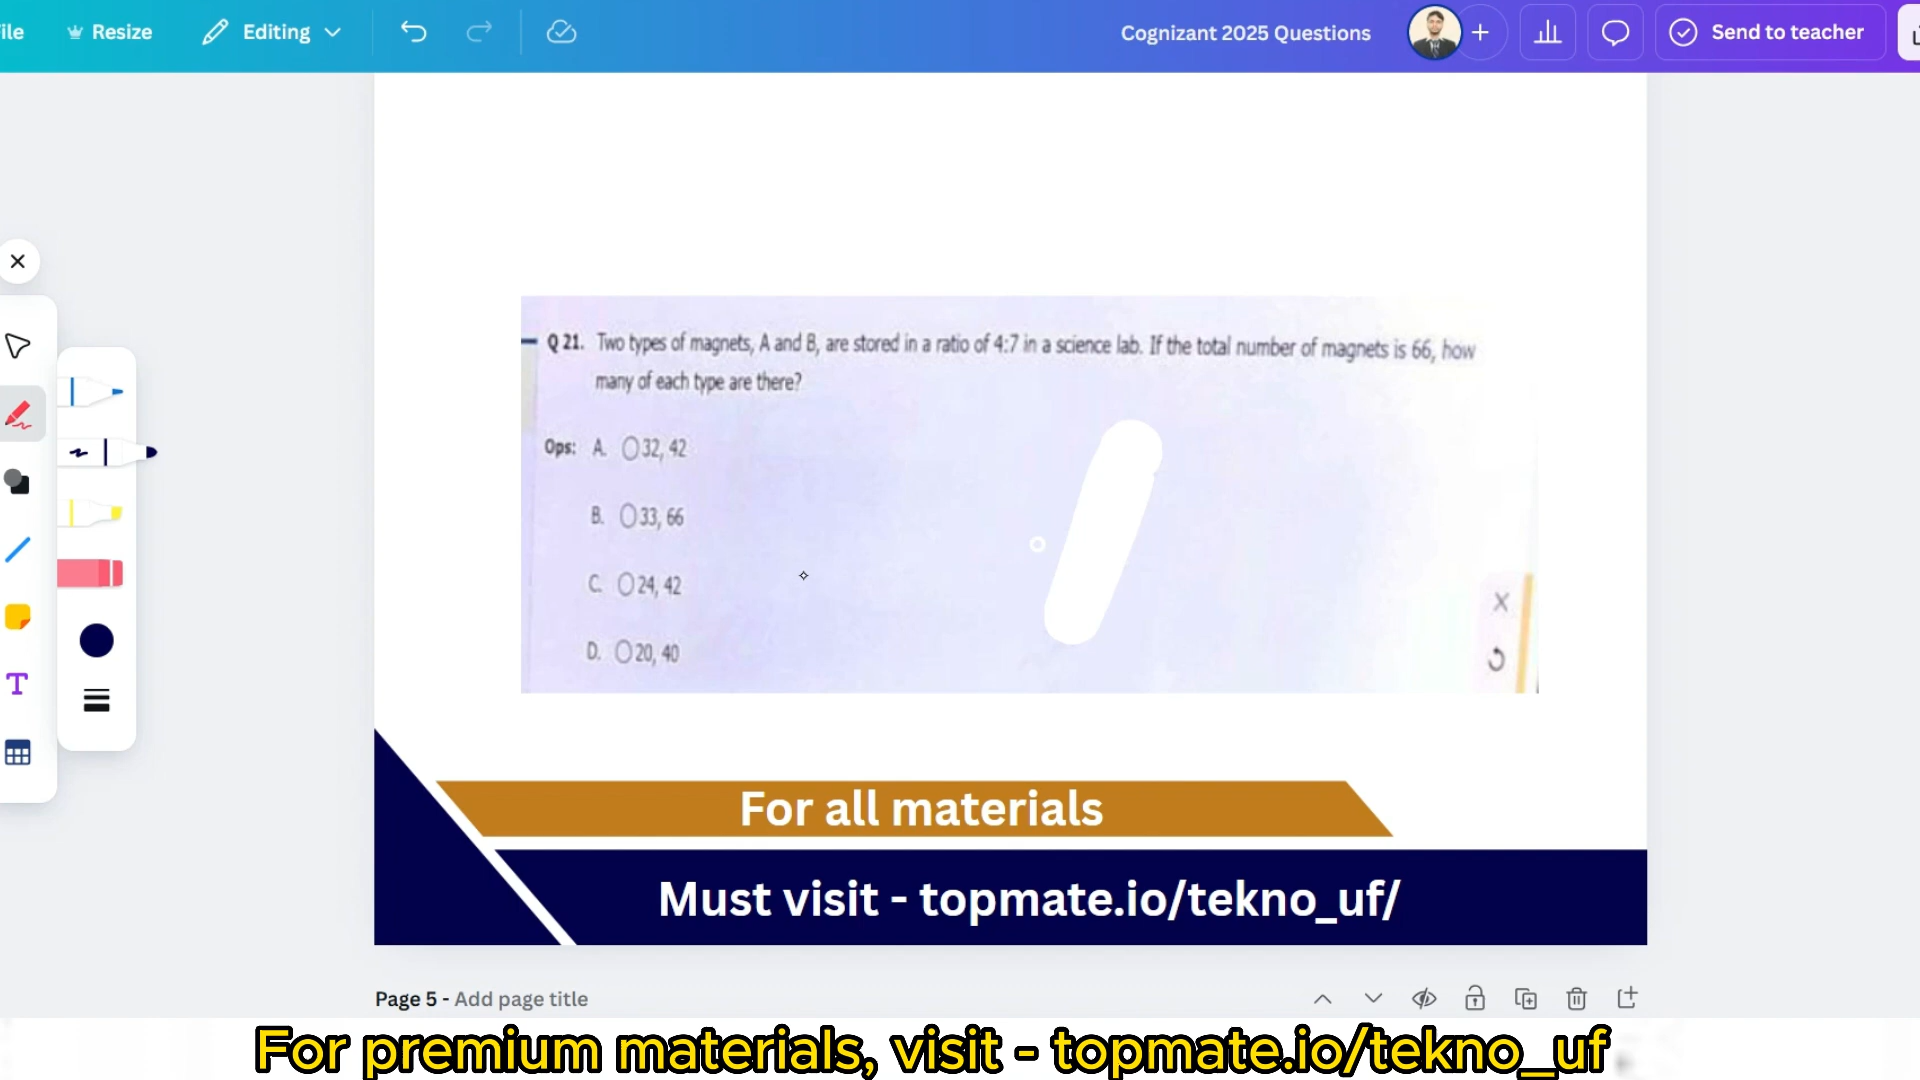 ile
Resize
Editing
Cognizant 2025 Questions
Send to teacher
Q 21. Two types of magnets, A and B, are stored in a ratio of 4:7 in a science lab. If the total number of magnets is 66, how
many of each type are there?
Ops: A. 32, 42
B. 33, 66
C. 24, 42
D. 20, 40
T
For all materials
Must visit - topmate.io/tekno_uf/
Page 5 - Add page title
For premium materials, visit - topmate.io/tekno_uf